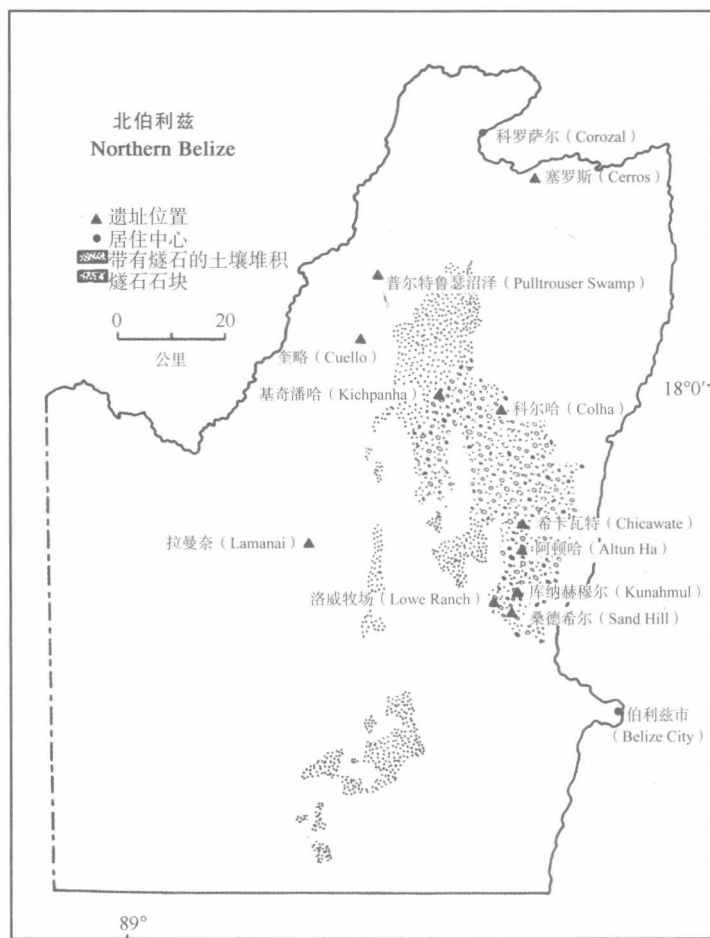 北伯利兹
Northern Belize
遗址位置
居住中心
带有燧石的土壤堆积
燧石石块
0 20
公里
科罗萨尔（Corozal）
塞罗斯（Cerros）
普尔特鲁瑟沼泽（Pulltrouser Swamp）
奎略（Cuello）
基奇潘哈（Kichpanha）
18°0′
科尔哈（Colha）
希卡瓦特（Chicawate）
拉曼奈（Lamanai）
阿顿哈（Altun Ha）
库纳赫穆尔（Kunahmul）
洛威牧场（Lowe Ranch）
桑德希尔（Sand Hill）
伯利兹市
（Belize City）
89°